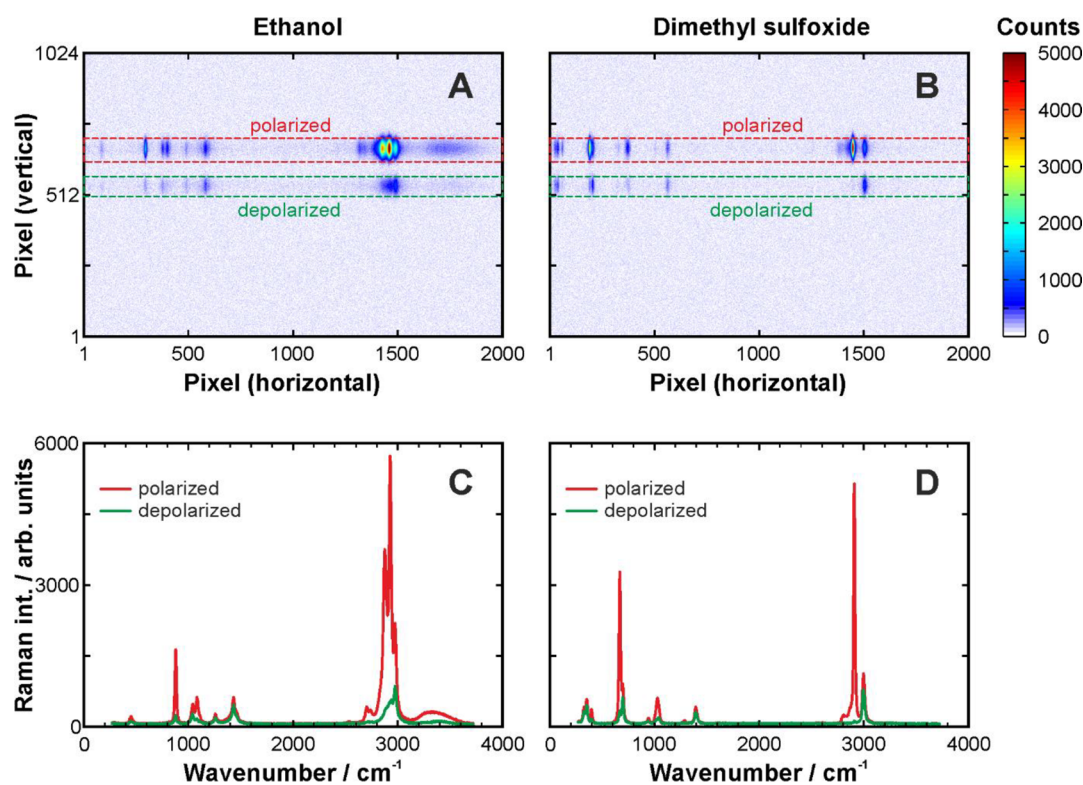 Ethanol
Dimethyl sulfoxide
Counts
1024
512
1
Pixel (vertical)
A
polarized
depolarized
1
500
1000
1500
2000
Pixel (horizontal)
B
polarized
depolarized
1
500
1000
1500
2000
Pixel (horizontal)
5000
4000
3000
2000
1000
0
6000
3000
0
Raman int./ arb. units
C
polarized
depolarized
0
1000
2000
3000
4000
Wavenumber / cm⁻¹
D
polarized
depolarized
0
1000
2000
3000
4000
Wavenumber / cm⁻¹